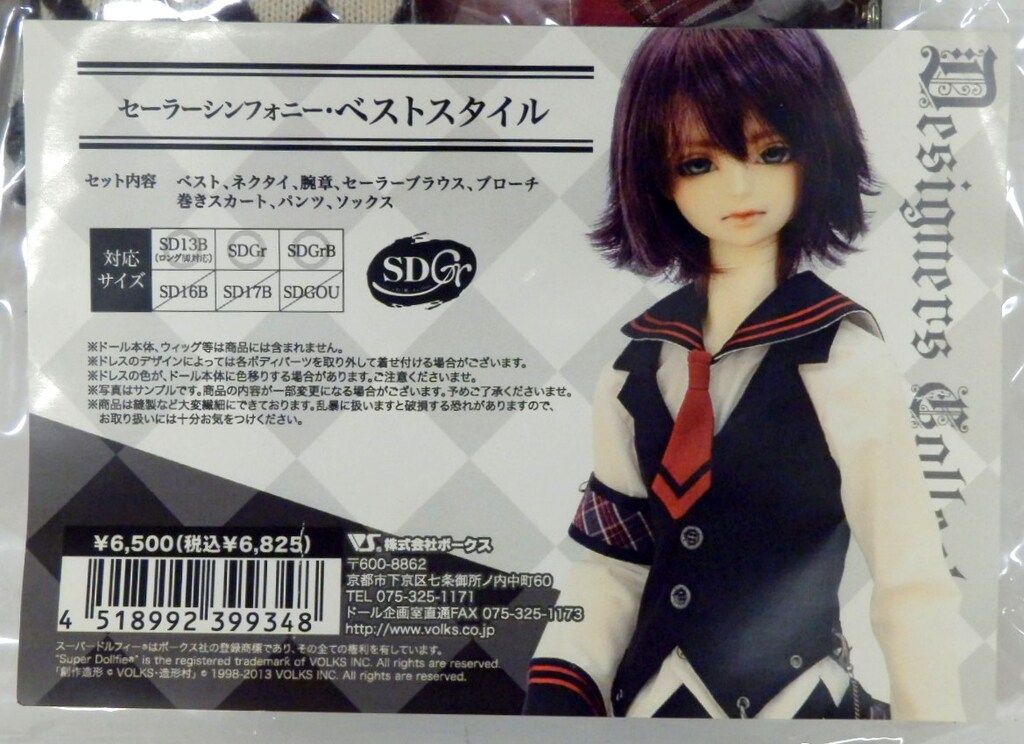 セーラーシンフォニー・ベストスタイル
セット内容 ベスト、ネクタイ、腕章、セーラーブラウス、ブローチ
巻きスカート、パンツ、ソックス
対応サイズ
SD13B (ロング脚対応) SDGr SDGrB
SD16B SD17B SDGOU
SDGr
※ドール本体、ウィッグ等は商品には含まれません。
※ドレスのデザインによっては各ボディパーツを取り外して着せ付ける場合がございます。
※ドレスの色が、ドール本体に色移りする場合があります。ご注意くださいませ。
※写真はサンプルです。商品の内容が一部変更になる場合がございます。予めご了承くださいませ。
※商品は縫製など大変繊細にできております。乱暴に扱いますと破損する恐れがありますので、
お取り扱いには十分お気をつけください。
¥6,500(税込¥6,825)
4 518992 399348
VS. 株式会社ボークス
〒600-8862
京都市下京区七条御所ノ内中町60
TEL 075-325-1171
ドール企画室直通FAX 075-325-1173
http://www.volks.co.jp
スーパードルフィー®はボークス社の登録商標であり、その全ての権利を有しています。
"Super Dollfie®" is the registered trademark of VOLKS INC. All rights are reserved.
「創作造形 © VOLKS・造形村」© 1998-2013 VOLKS INC. All rights are reserved.
Designers